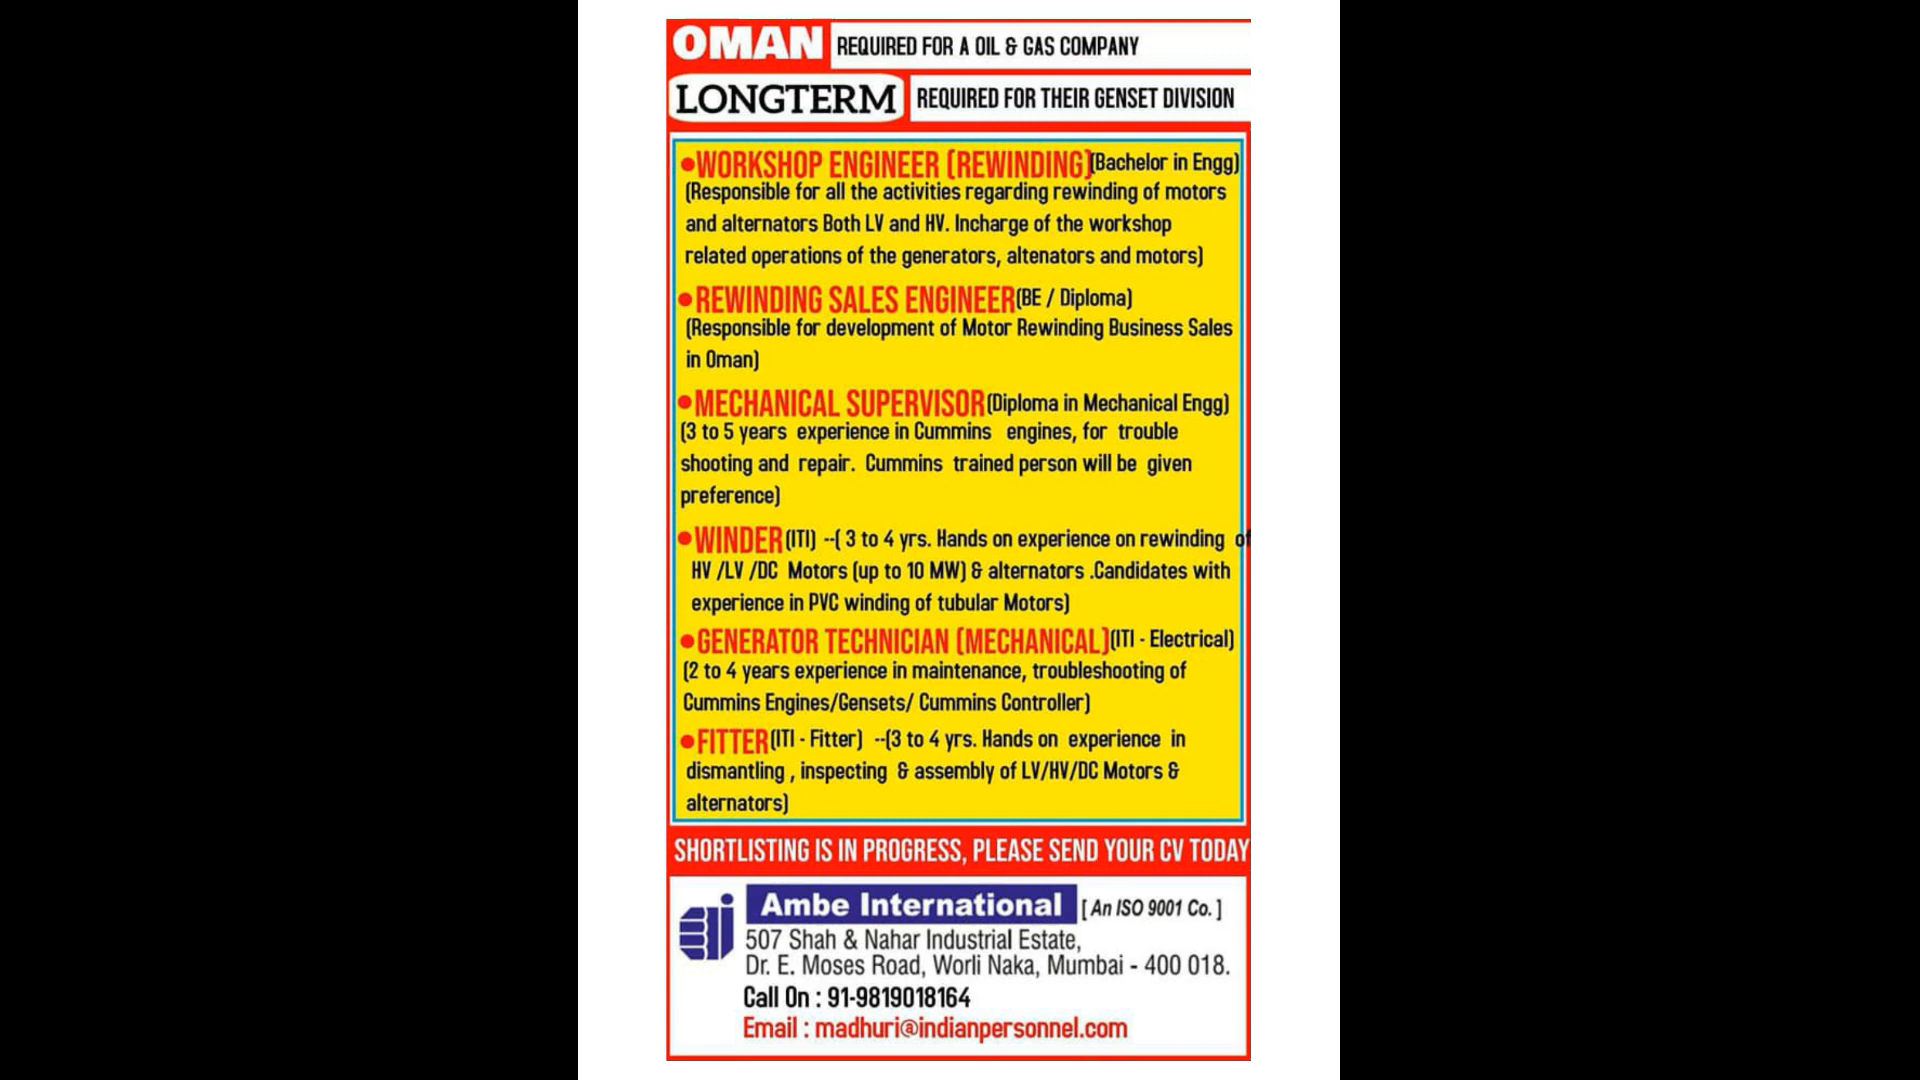 OMAN REQUIRED FOR A OIL & GAS COMPANY
LONGTERM REQUIRED FOR THEIR GENSET DIVISION
•WORKSHOP ENGINEER (REWINDING)(Bachelor in Engg)
(Responsible for all the activities regarding rewinding of motors
and alternators Both LV and HV. Incharge of the workshop
related operations of the generators, altenators and motors)
•REWINDING SALES ENGINEER(BE / Diploma)
(Responsible for development of Motor Rewinding Business Sales
in Oman)
•MECHANICAL SUPERVISOR(Diploma in Mechanical Engg)
(3 to 5 years experience in Cummins engines, for trouble
shooting and repair. Cummins trained person will be given
preference)
•WINDER(ITI) --( 3 to 4 yrs. Hands on experience on rewinding of
HV /LV /DC Motors (up to 10 MW) & alternators .Candidates with
experience in PVC winding of tubular Motors)
•GENERATOR TECHNICIAN (MECHANICAL)(ITI - Electrical)
(2 to 4 years experience in maintenance, troubleshooting of
Cummins Engines/Gensets/ Cummins Controller)
•FITTER(ITI - Fitter) --(3 to 4 yrs. Hands on experience in
dismantling , inspecting & assembly of LV/HV/DC Motors &
alternators)
SHORTLISTING IS IN PROGRESS, PLEASE SEND YOUR CV TODAY
Ambe International [ An ISO 9001 Co. ]
507 Shah & Nahar Industrial Estate,
Dr. E. Moses Road, Worli Naka, Mumbai - 400 018.
Call On : 91-9819018164
Email : madhuri@indianpersonnel.com